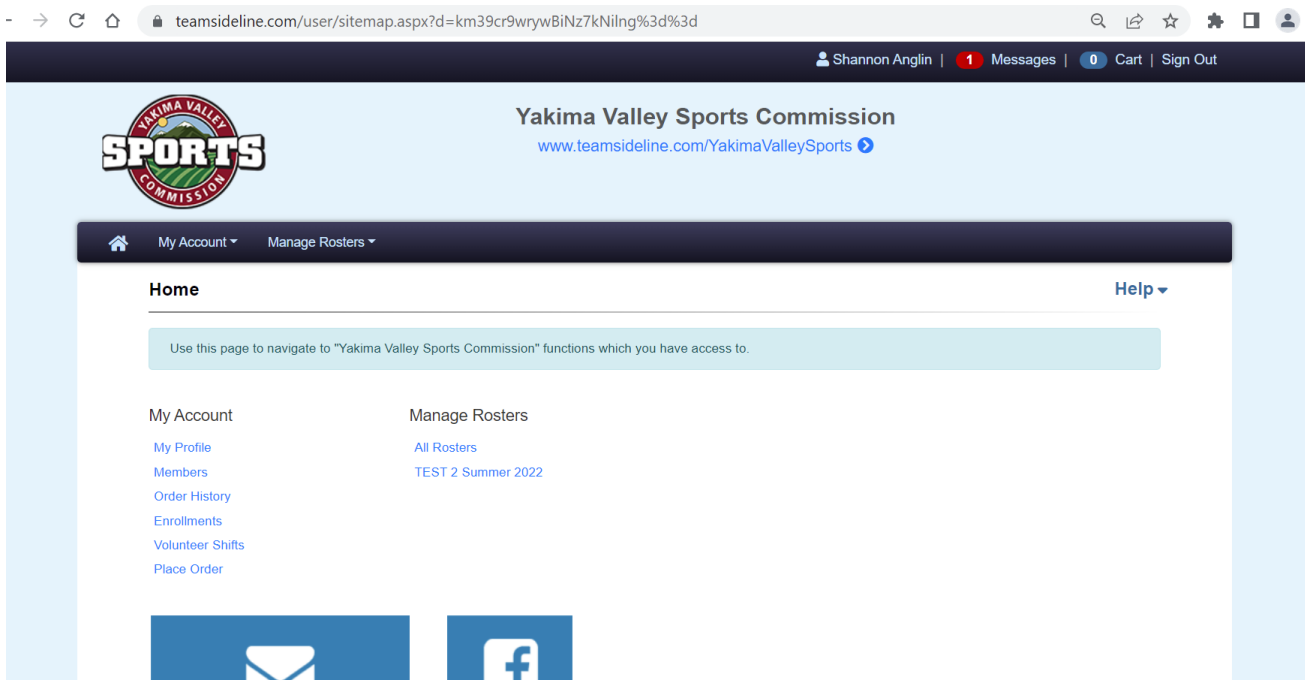 teamsideline.com/user/sitemap.aspx?d=km39cr9wrywBiNz7kNilng%3d%3d
Shannon Anglin | 1 Messages | 0 Cart | Sign Out
YAKIMA VALLEY
SPORTS
COMMISSION
Yakima Valley Sports Commission
www.teamsideline.com/YakimaValleySports
My Account Manage Rosters
Home Help
Use this page to navigate to "Yakima Valley Sports Commission" functions which you have access to.
My Account
My Profile
Members
Order History
Enrollments
Volunteer Shifts
Place Order
Manage Rosters
All Rosters
TEST 2 Summer 2022